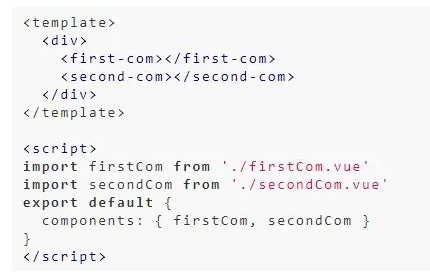 <template>
  <div>
    <first-com></first-com>
    <second-com></second-com>
  </div>
</template>

<script>
import firstCom from './firstCom.vue'
import secondCom from './secondCom.vue'
export default {
  components: { firstCom, secondCom }
}
</script>